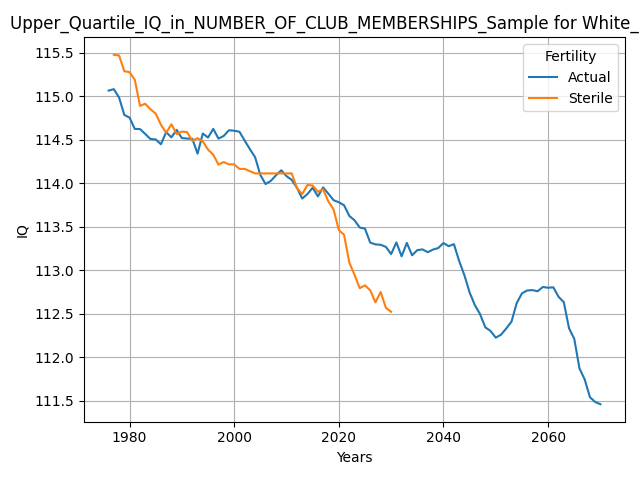 Upper_Quartile_IQ_in_NUMBER_OF_CLUB_MEMBERSHIPS_Sample for White_
Fertility
Actual
Sterile
IQ
115.5
115.0
114.5
114.0
113.5
113.0
112.5
112.0
111.5
1980 2000 2020 2040 2060
Years